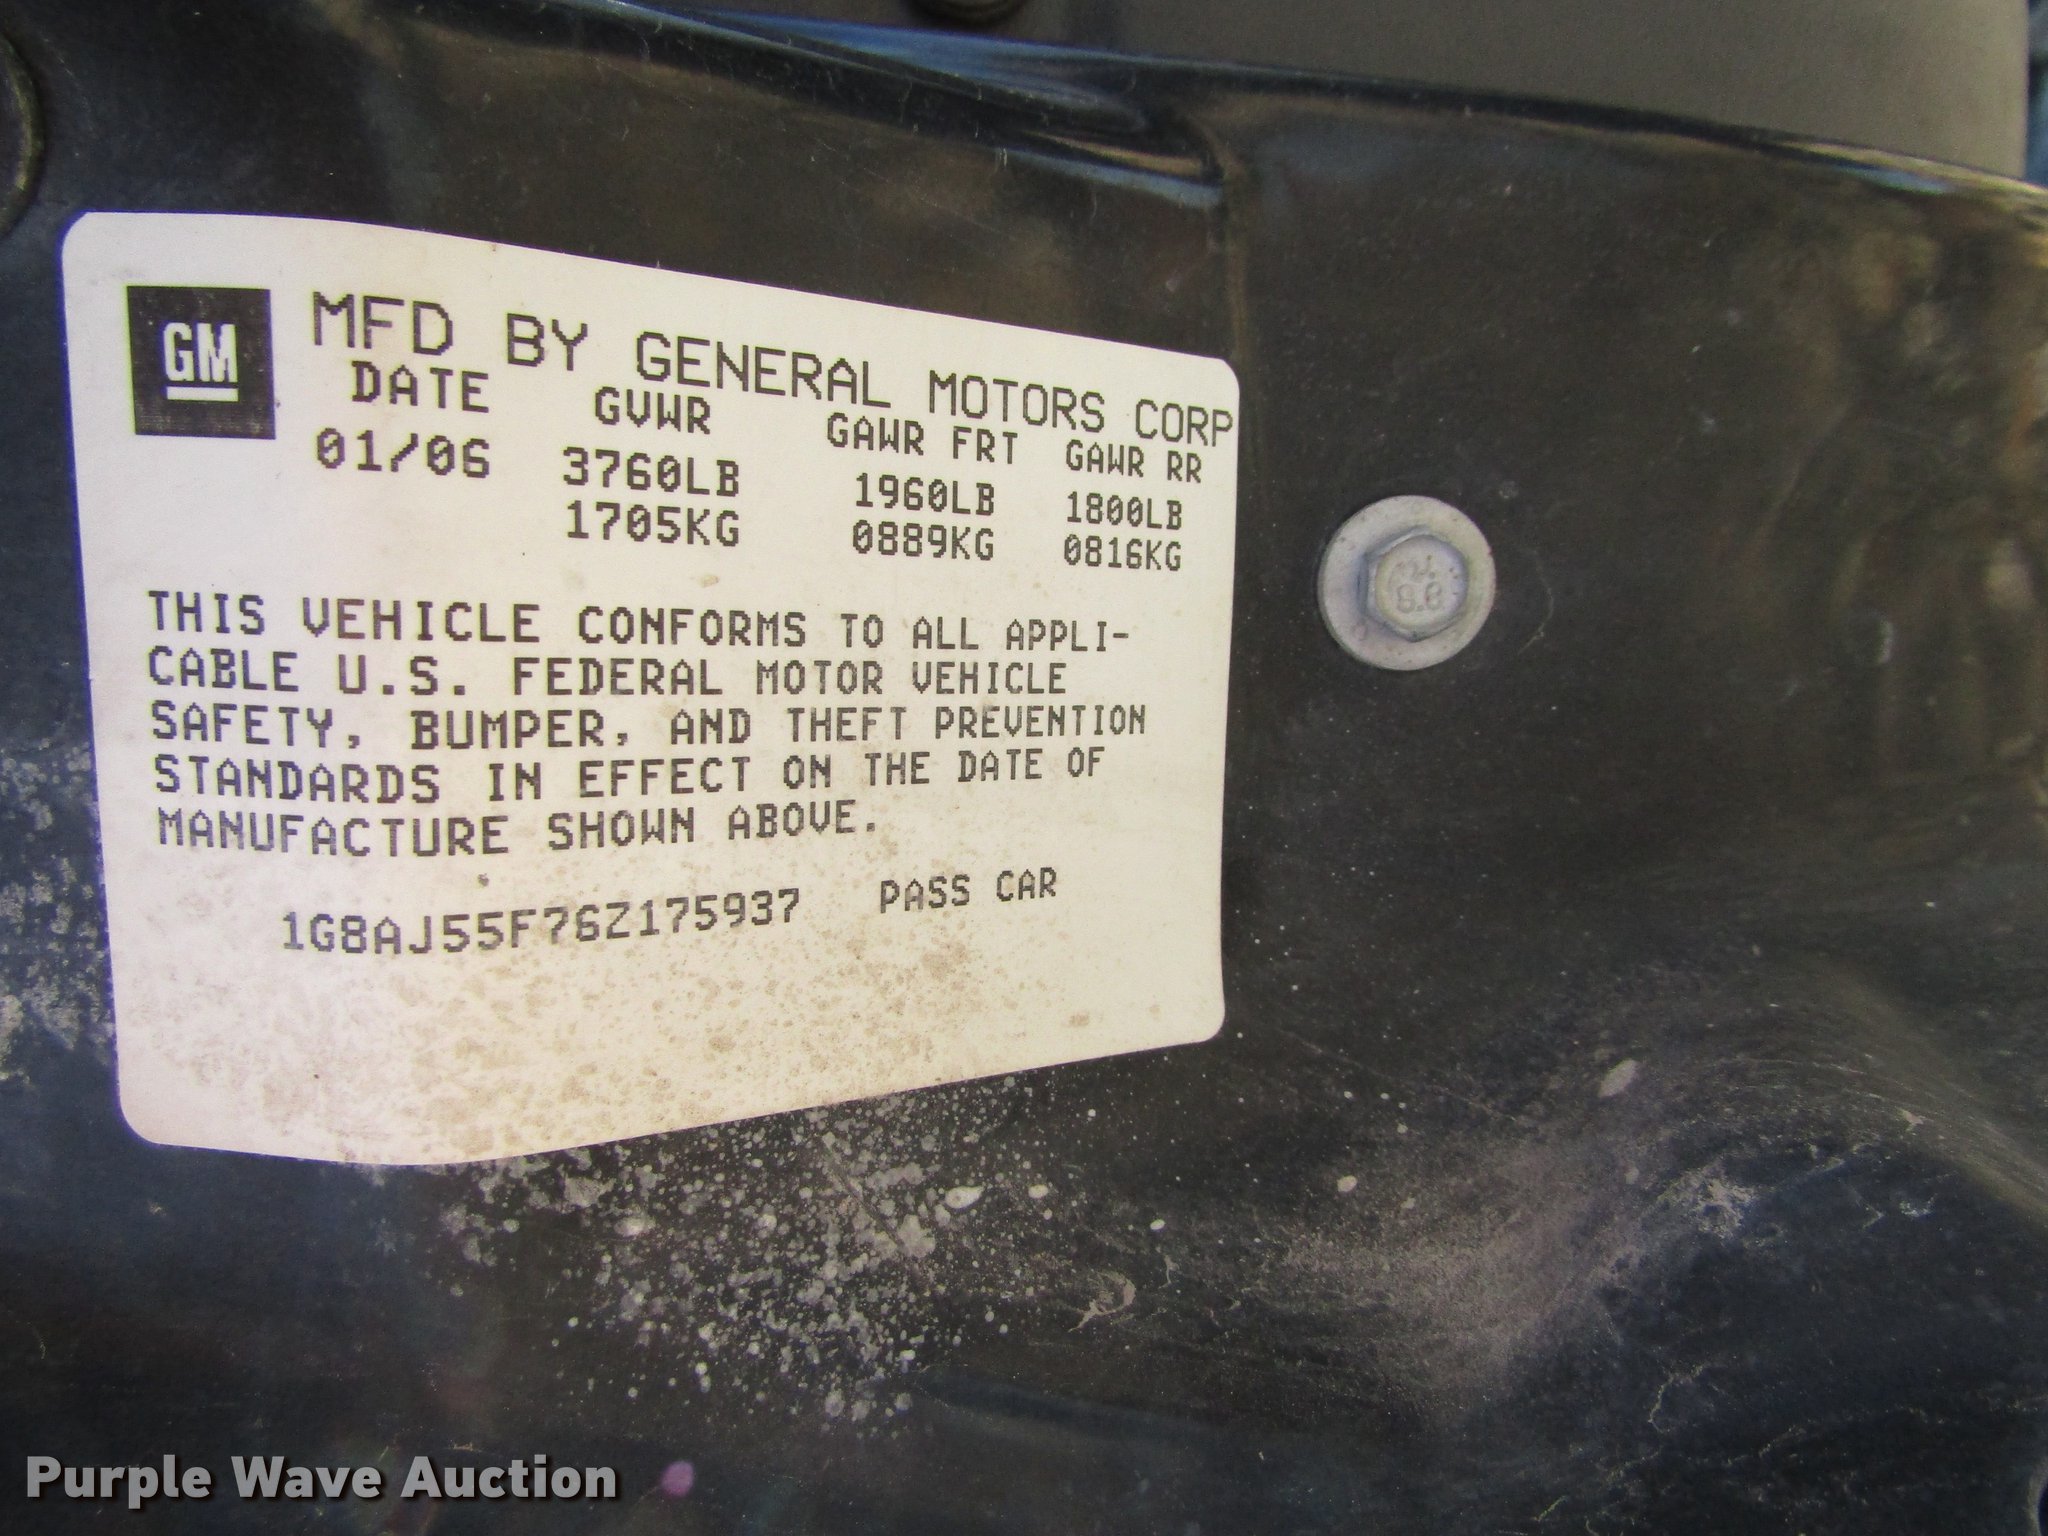 GM
MFD BY GENERAL MOTORS CORP
DATE GVWR GAWR FRT GAWR RR
01/06 3760LB 1960LB 1800LB
1705KG 0889KG 0816KG
THIS VEHICLE CONFORMS TO ALL APPLI-
CABLE U.S. FEDERAL MOTOR VEHICLE
SAFETY, BUMPER, AND THEFT PREVENTION
STANDARDS IN EFFECT ON THE DATE OF
MANUFACTURE SHOWN ABOVE.
1G8AJ55F76Z175937 PASS CAR
8.8
Purple Wave Auction